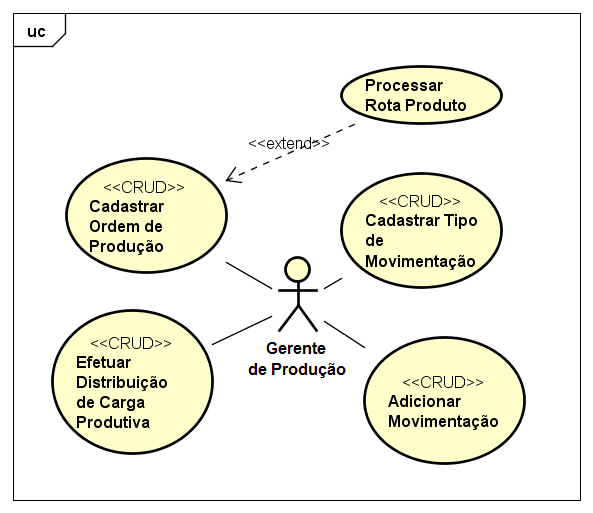 uc
Processar
Rota Produto
<<extend>>
<<CRUD>>
Cadastrar
Ordem de
Produção
<<CRUD>>
Cadastrar Tipo
de
Movimentação
Gerente
de Produção
<<CRUD>>
Efetuar
Distribuição
de Carga
Produtiva
<<CRUD>>
Adicionar
Movimentação